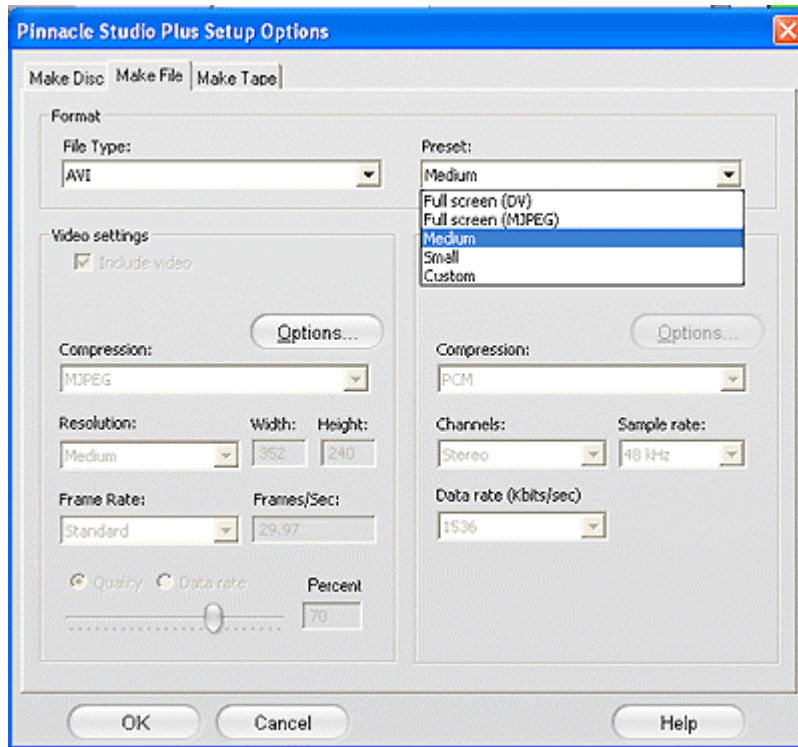 Pinnacle Studio Plus Setup Options
Make Disc Make File Make Tape
Format
File Type: Preset:
AVI Medium
Full screen (DV)
Full screen (MJPEG)
Medium
Small
Custom
Video settings
Include video
Options... Options...
Compression: Compression:
MJPEG PCM
Resolution: Width: Height: Channels: Sample rate:
Medium 352 240 Stereo 48 kHz
Frame Rate: Frames/Sec: Data rate (Kbits/sec)
Standard 29.97 1536
Quality Data rate Percent
70
OK Cancel Help